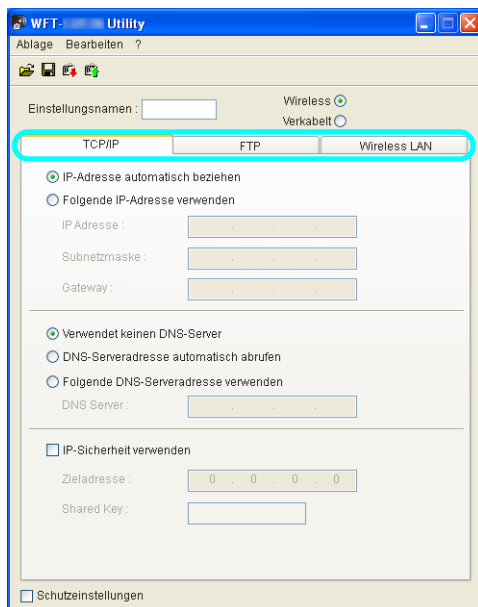 WFT- Utility
Ablage Bearbeiten ?
Einstellungsnamen :
Wireless
Verkabelt
TCP/IP FTP Wireless LAN
IP-Adresse automatisch beziehen
Folgende IP-Adresse verwenden
IP Adresse :
Subnetzmaske :
Gateway :
Verwendet keinen DNS-Server
DNS-Serveradresse automatisch abrufen
Folgende DNS-Serveradresse verwenden
DNS Server :
IP-Sicherheit verwenden
Zieladresse : 0 . 0 . 0 . 0
Shared Key :
Schutzeinstellungen